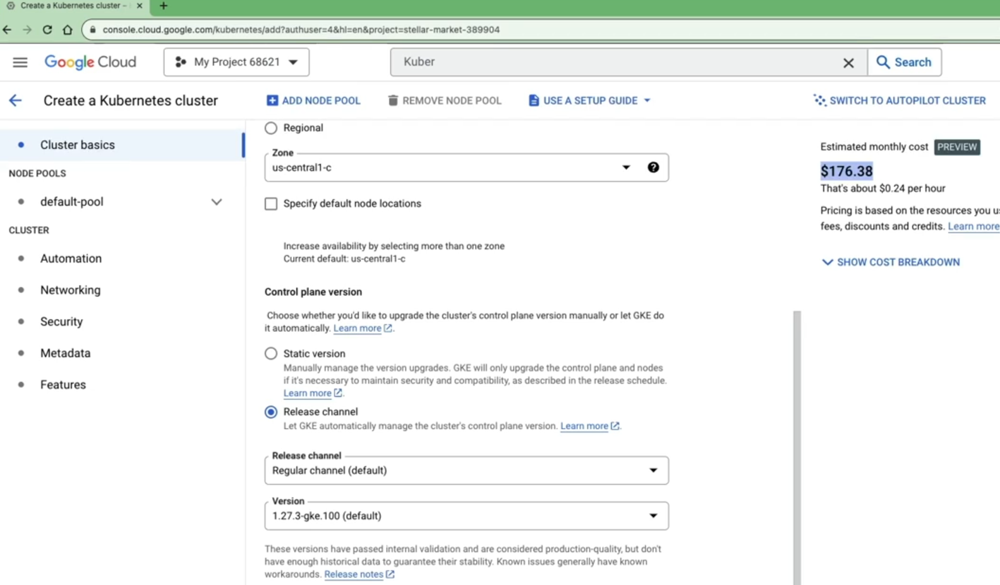 Create a Kubernetes cluster –
console.cloud.google.com/kubernetes/add?authuser=4&hl=en&project=stellar-market-389904
Google Cloud
My Project 68621
Kuber
Search
Create a Kubernetes cluster
ADD NODE POOL
REMOVE NODE POOL
USE A SETUP GUIDE
SWITCH TO AUTOPILOT CLUSTER
Cluster basics
NODE POOLS
default-pool
CLUSTER
Automation
Networking
Security
Metadata
Features
Regional
Zone
us-central1-c
Specify default node locations
Increase availability by selecting more than one zone
Current default: us-central1-c
Control plane version
Choose whether you'd like to upgrade the cluster's control plane version manually or let GKE do
it automatically. Learn more.
Static version
Manually manage the version upgrades. GKE will only upgrade the control plane and nodes
if it's necessary to maintain security and compatibility, as described in the release schedule.
Learn more.
Release channel
Let GKE automatically manage the cluster's control plane version. Learn more.
Release channel
Regular channel (default)
Version
1.27.3-gke.100 (default)
These versions have passed internal validation and are considered production-quality, but don't
have enough historical data to guarantee their stability. Known issues generally have known
workarounds. Release notes
Estimated monthly cost PREVIEW
$176.38
That's about $0.24 per hour
Pricing is based on the resources you
fees, discounts and credits. Learn more
SHOW COST BREAKDOWN